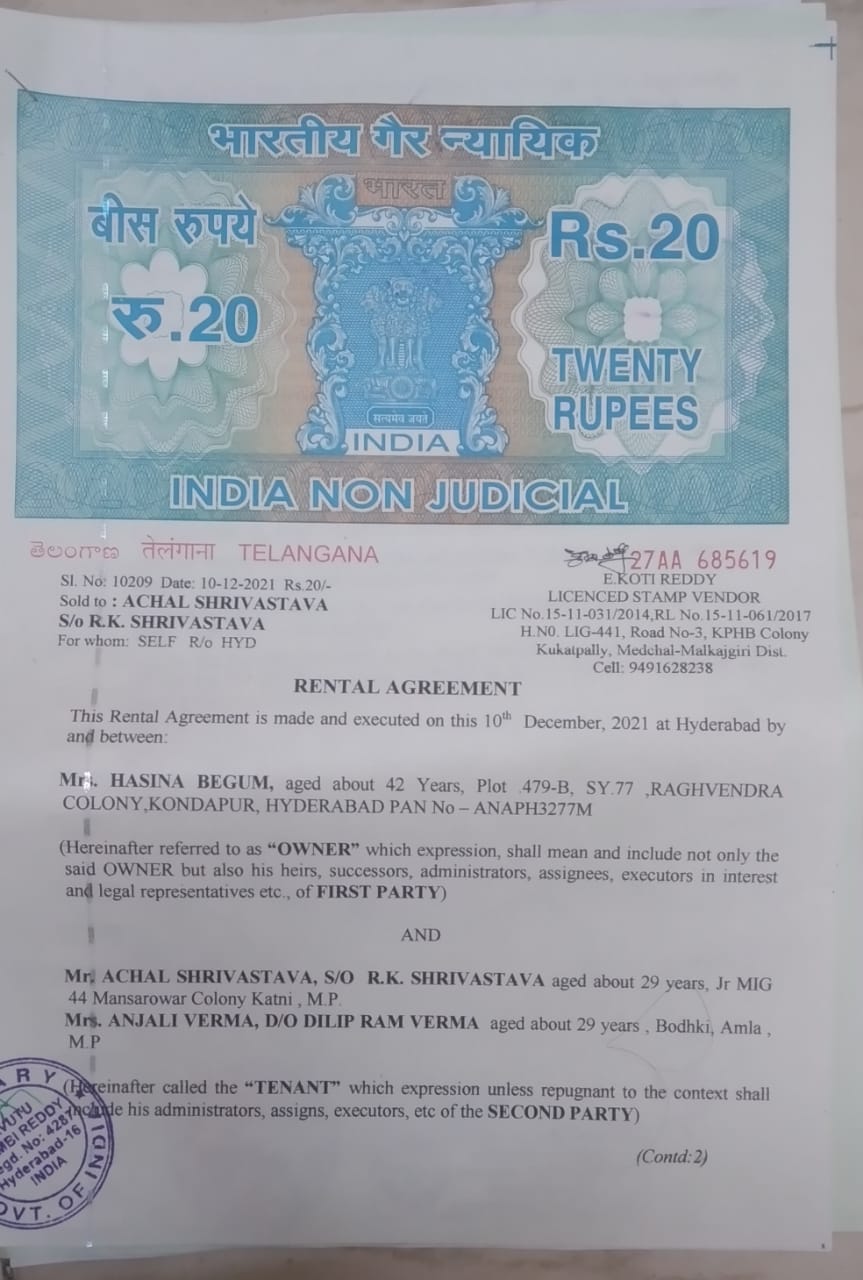 भारतीय गैर न्यायिक
भारत
बीस रुपये
रु.20
Rs.20
TWENTY
RUPEES
सत्यमेव जयते
INDIA
INDIA NON JUDICIAL
తెలంగాణ तेलंगाना TELANGANA
27AA 685619
Sl. No: 10209 Date: 10-12-2021 Rs.20/-
Sold to : ACHAL SHRIVASTAVA
S/o R.K. SHRIVASTAVA
For whom: SELF R/o HYD
E.KOTI REDDY
LICENCED STAMP VENDOR
LIC No.15-11-031/2014,RL No.15-11-061/2017
H.N0. LIG-441, Road No-3, KPHB Colony
Kukatpally, Medchal-Malkajgiri Dist.
Cell: 9491628238
RENTAL AGREEMENT
This Rental Agreement is made and executed on this 10th December, 2021 at Hyderabad by
and between:
Mrs. HASINA BEGUM, aged about 42 Years, Plot .479-B, SY.77 ,RAGHVENDRA
COLONY,KONDAPUR, HYDERABAD PAN No – ANAPH3277M
(Hereinafter referred to as “OWNER” which expression, shall mean and include not only the
said OWNER but also his heirs, successors, administrators, assignees, executors in interest
and legal representatives etc., of FIRST PARTY)
AND
Mr. ACHAL SHRIVASTAVA, S/O R.K. SHRIVASTAVA aged about 29 years, Jr MIG
44 Mansarowar Colony Katni , M.P.
Mrs. ANJALI VERMA, D/O DILIP RAM VERMA aged about 29 years , Bodhki, Amla ,
M.P
(Hereinafter called the “TENANT” which expression unless repugnant to the context shall
include his administrators, assigns, executors, etc of the SECOND PARTY)
(Contd:2)
REDDY
Hyderabad-16
INDIA